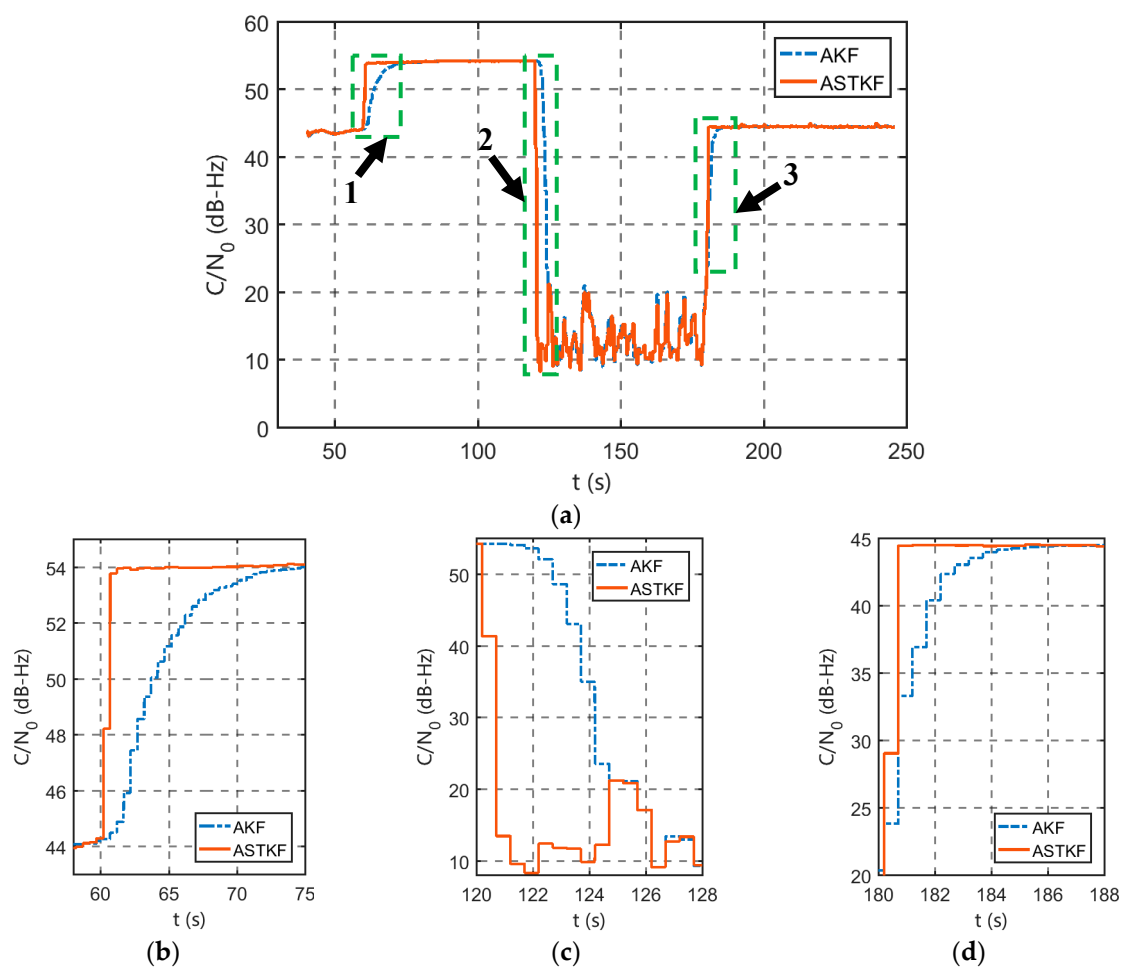 60
50
40
30
20
10
0
C/N0 (dB-Hz)
AKF
ASTKF
1
2
3
50
100
150
200
250
t (s)
(a)
54
52
50
48
46
44
C/N0 (dB-Hz)
AKF
ASTKF
60
65
70
75
t (s)
(b)
50
40
30
20
10
C/N0 (dB-Hz)
AKF
ASTKF
120
122
124
126
128
t (s)
(c)
45
40
35
30
25
20
C/N0 (dB-Hz)
AKF
ASTKF
180
182
184
186
188
t (s)
(d)